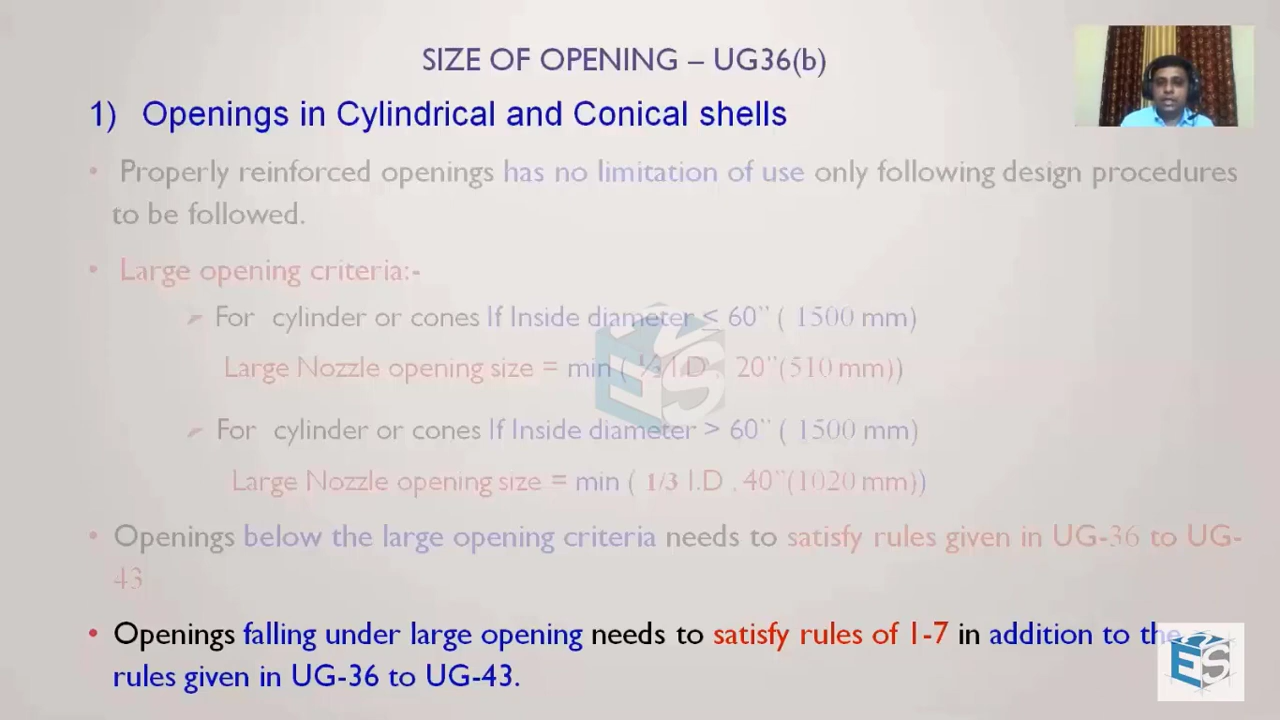 SIZE OF OPENING – UG36(b)
1) Openings in Cylindrical and Conical shells
• Properly reinforced openings has no limitation of use only following design procedures
to be followed.
• Large opening criteria:-
For cylinder or cones If Inside diameter ≤ 60” ( 1500 mm)
Large Nozzle opening size = min ( ½ I.D , 20”(510 mm))
For cylinder or cones If Inside diameter > 60” ( 1500 mm)
Large Nozzle opening size = min ( 1/3 I.D , 40”(1020 mm))
• Openings below the large opening criteria needs to satisfy rules given in UG-36 to UG-
43
• Openings falling under large opening needs to satisfy rules of 1-7 in addition to the
rules given in UG-36 to UG-43.
ES
ES